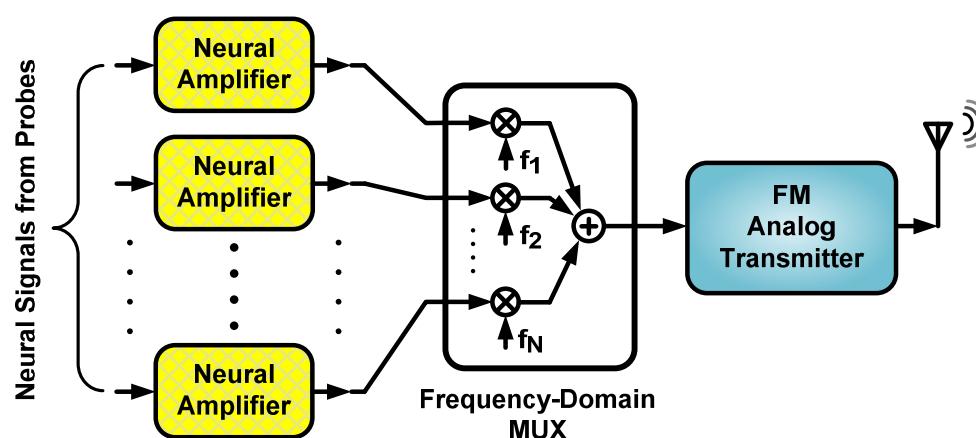 Neural Signals from Probes
Neural
Amplifier
Neural
Amplifier
Neural
Amplifier
f1
f2
fN
Frequency-Domain
MUX
FM
Analog
Transmitter